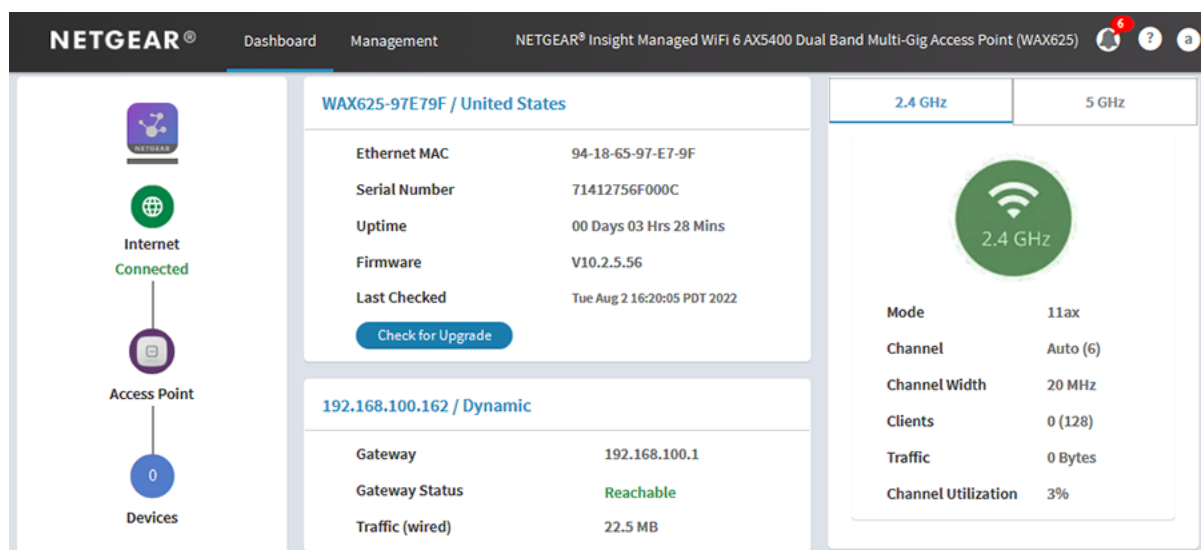 NETGEAR® Dashboard Management NETGEAR® Insight Managed WiFi 6 AX5400 Dual Band Multi-Gig Access Point (WAX625) 6 ? a
NETGEAR
Internet
Connected
Access Point
0
Devices
WAX625-97E79F / United States
Ethernet MAC 94-18-65-97-E7-9F
Serial Number 71412756F000C
Uptime 00 Days 03 Hrs 28 Mins
Firmware V10.2.5.56
Last Checked Tue Aug 2 16:20:05 PDT 2022
Check for Upgrade
192.168.100.162 / Dynamic
Gateway 192.168.100.1
Gateway Status Reachable
Traffic (wired) 22.5 MB
2.4 GHz 5 GHz
2.4 GHz
Mode 11ax
Channel Auto (6)
Channel Width 20 MHz
Clients 0 (128)
Traffic 0 Bytes
Channel Utilization 3%